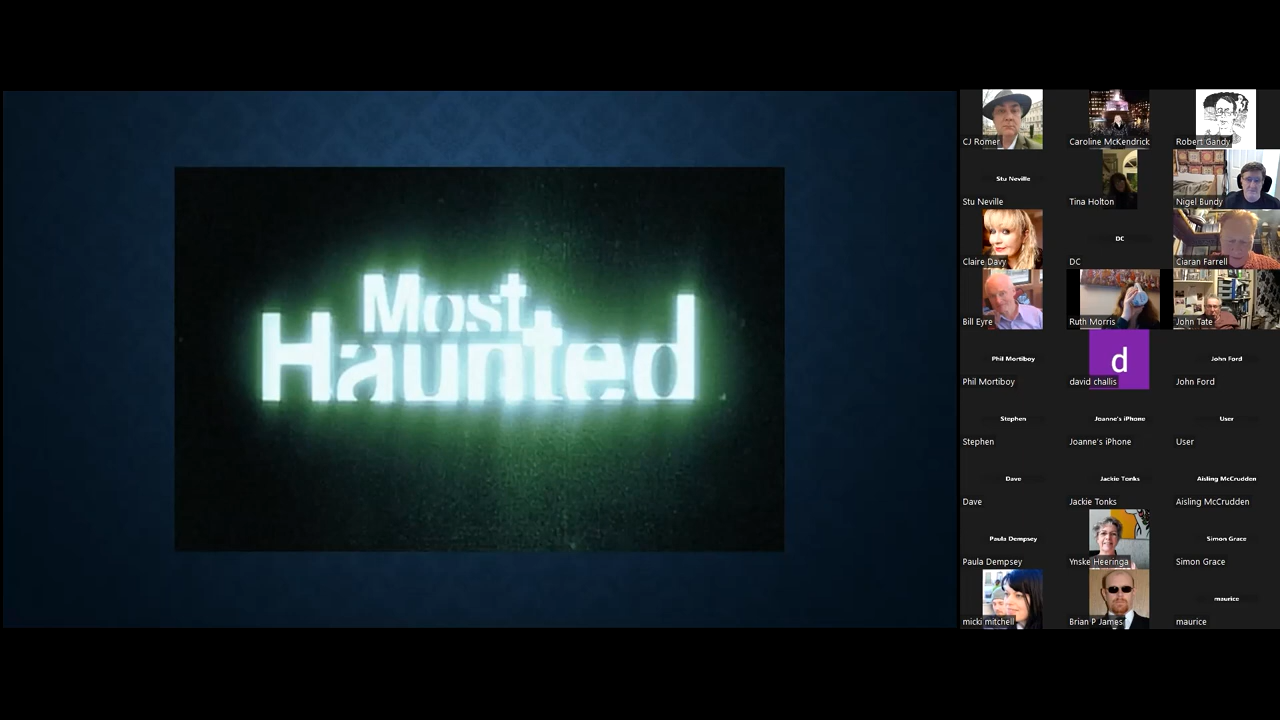 Most
Haunted
CJ Romer
Caroline McKendrick
Robert Gandy
Stu Neville
Stu Neville
Tina Holton
Nigel Bundy
Claire Davy
DC
DC
Ciaran Farrell
Bill Eyre
Ruth Morris
John Tate
Phil Mortiboy
Phil Mortiboy
d
david challis
John Ford
John Ford
Stephen
Stephen
Joanne's iPhone
Joanne's iPhone
User
User
Dave
Dave
Jackie Tonks
Jackie Tonks
Aisling McCrudden
Aisling McCrudden
Paula Dempsey
Paula Dempsey
Ynske Heeringa
Simon Grace
Simon Grace
micki mitchell
Brian P James
maurice
maurice